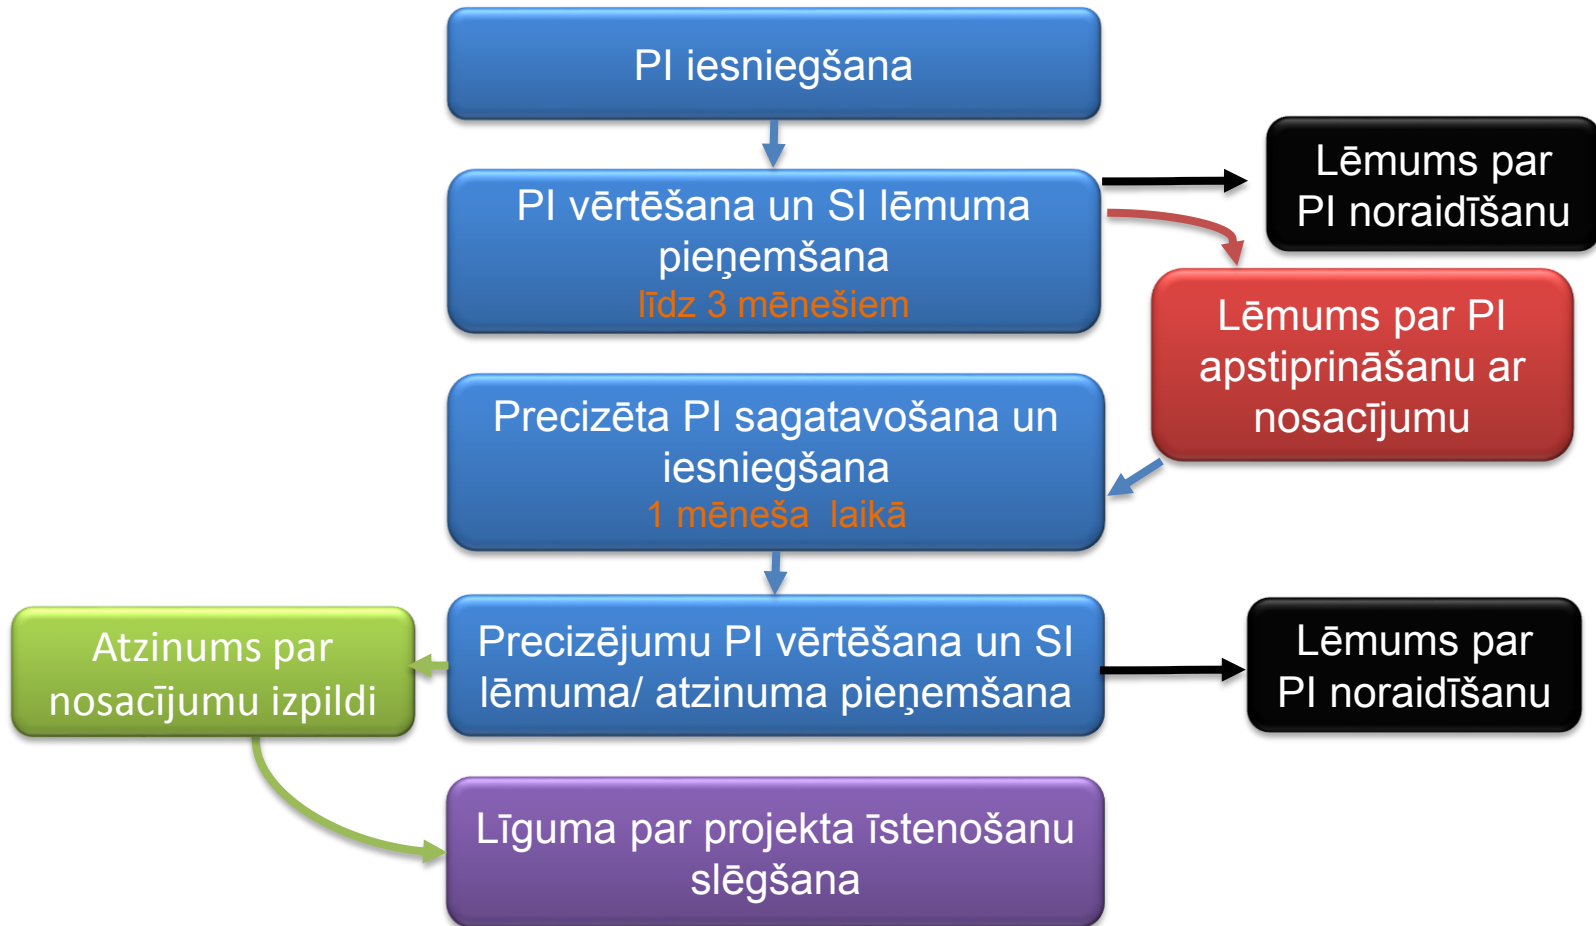 PI iesniegšana
PI vērtēšana un SI lēmuma
pieņemšana
līdz 3 mēnešiem
Lēmums par
PI noraidīšanu
Lēmums par PI
apstiprināšanu ar
nosacījumu
Precizēta PI sagatavošana un
iesniegšana
1 mēneša laikā
Precizējumu PI vērtēšana un SI
lēmuma/ atzinuma pieņemšana
Atzinums par
nosacījumu izpildi
Lēmums par
PI noraidīšanu
Līguma par projekta īstenošanu
slēgšana